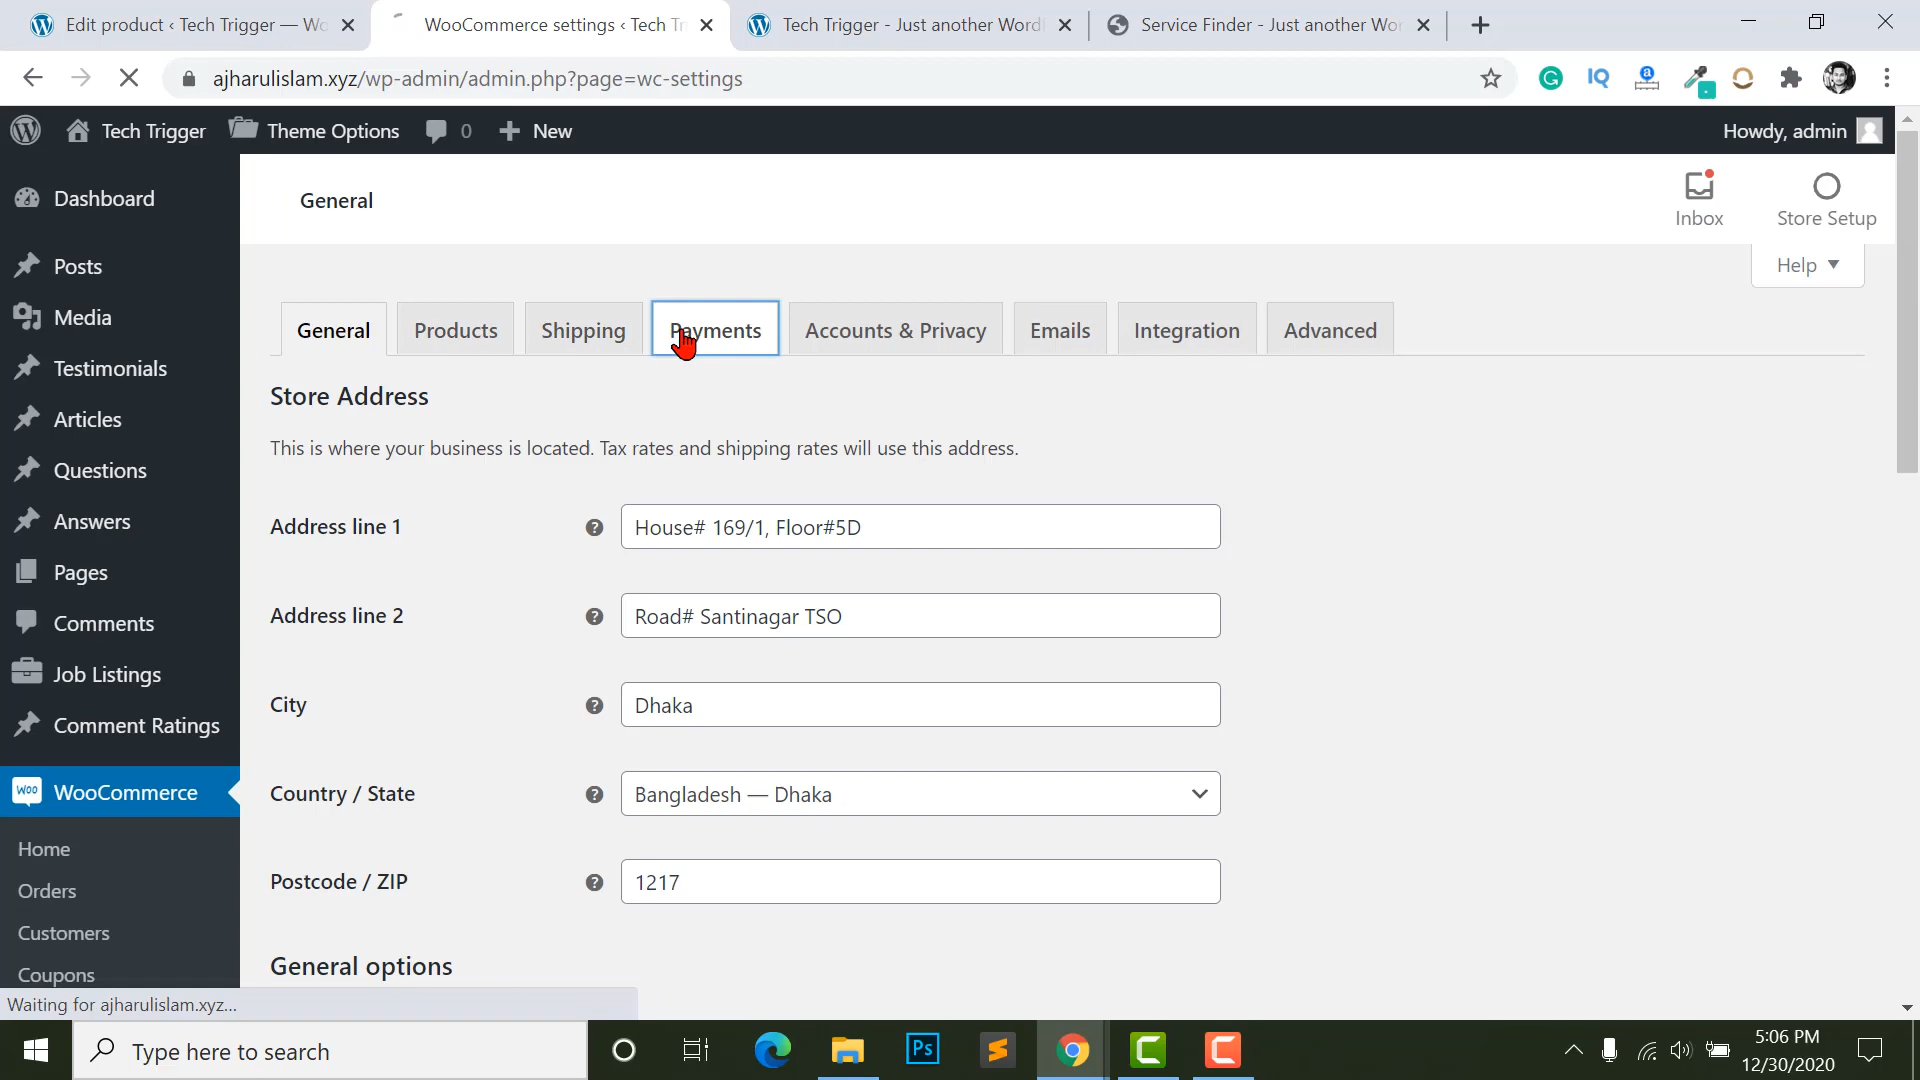 Edit product ‹ Tech Trigger — Wo
WooCommerce settings ‹ Tech Tr
Tech Trigger - Just another Word
Service Finder - Just another Wor
ajharulislam.xyz/wp-admin/admin.php?page=wc-settings
Tech Trigger
Theme Options
0
New
Howdy, admin
Dashboard
Posts
Media
Testimonials
Articles
Questions
Answers
Pages
Comments
Job Listings
Comment Ratings
WooCommerce
Home
Orders
Customers
Coupons
General
Inbox
Store Setup
Help
General
Products
Shipping
Payments
Accounts & Privacy
Emails
Integration
Advanced
Store Address
This is where your business is located. Tax rates and shipping rates will use this address.
Address line 1
House# 169/1, Floor#5D
Address line 2
Road# Santinagar TSO
City
Dhaka
Country / State
Bangladesh — Dhaka
Postcode / ZIP
1217
General options
Waiting for ajharulislam.xyz...
Type here to search
Ps
5:06 PM
12/30/2020